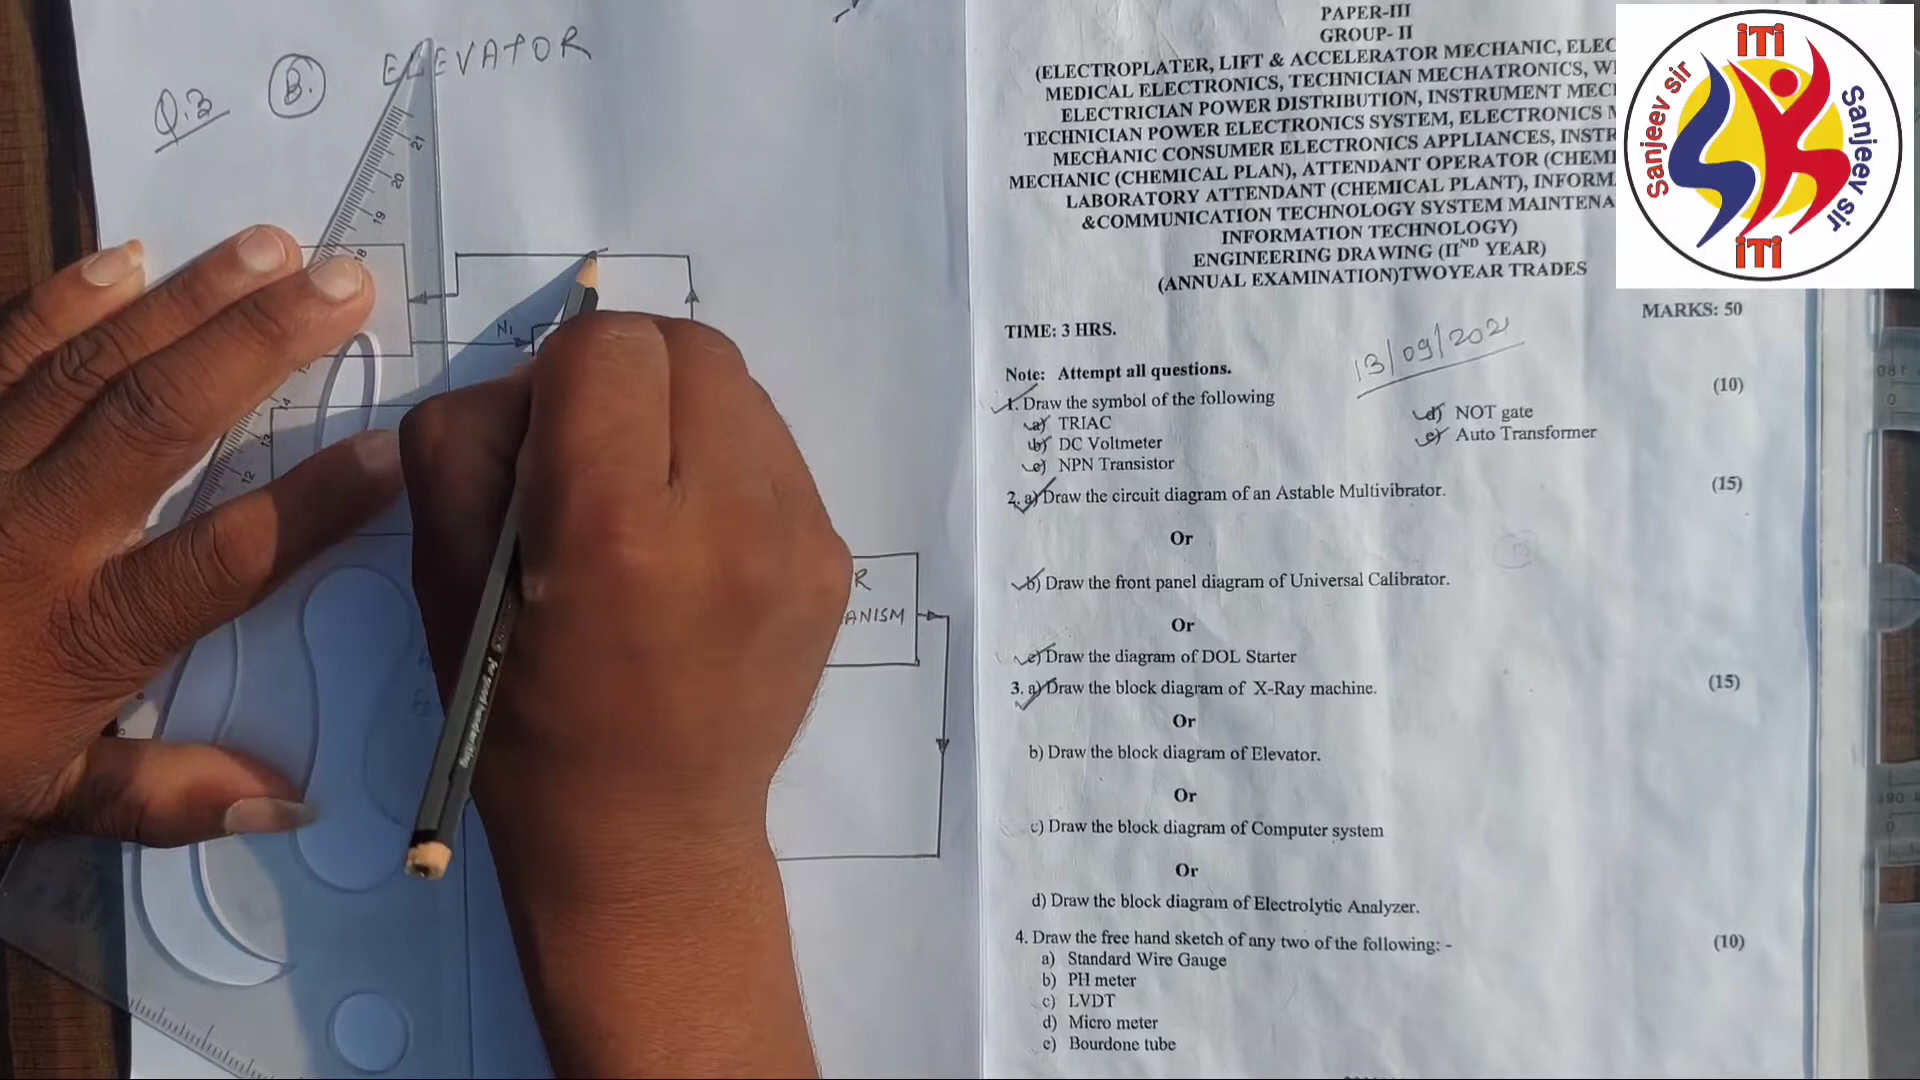 Q.3 B. ELEVATOR
N1
R
ANISM
21
20
19
18
14
13
12
PAPER-III
GROUP- II
(ELECTROPLATER, LIFT & ACCELERATOR MECHANIC, ELEC
MEDICAL ELECTRONICS, TECHNICIAN MECHATRONICS, WI
ELECTRICIAN POWER DISTRIBUTION, INSTRUMENT MEC
TECHNICIAN POWER ELECTRONICS SYSTEM, ELECTRONICS M
MECHANIC CONSUMER ELECTRONICS APPLIANCES, INSTR
MECHANIC (CHEMICAL PLAN), ATTENDANT OPERATOR (CHEMI
LABORATORY ATTENDANT (CHEMICAL PLANT), INFORM
&COMMUNICATION TECHNOLOGY SYSTEM MAINTENA
INFORMATION TECHNOLOGY)
ENGINEERING DRAWING (IIND YEAR)
(ANNUAL EXAMINATION)TWOYEAR TRADES
TIME: 3 HRS. MARKS: 50
13/09/2021
Note: Attempt all questions.
1. Draw the symbol of the following (10)
a) TRIAC d) NOT gate
b) DC Voltmeter e) Auto Transformer
c) NPN Transistor
2. a) Draw the circuit diagram of an Astable Multivibrator. (15)
Or
b) Draw the front panel diagram of Universal Calibrator.
Or
c) Draw the diagram of DOL Starter
3. a) Draw the block diagram of X-Ray machine. (15)
Or
b) Draw the block diagram of Elevator.
Or
c) Draw the block diagram of Computer system
Or
d) Draw the block diagram of Electrolytic Analyzer.
4. Draw the free hand sketch of any two of the following: - (10)
a) Standard Wire Gauge
b) PH meter
c) LVDT
d) Micro meter
e) Bourdone tube
iTi
Sanjeev sir
Sanjeev sir
iTi